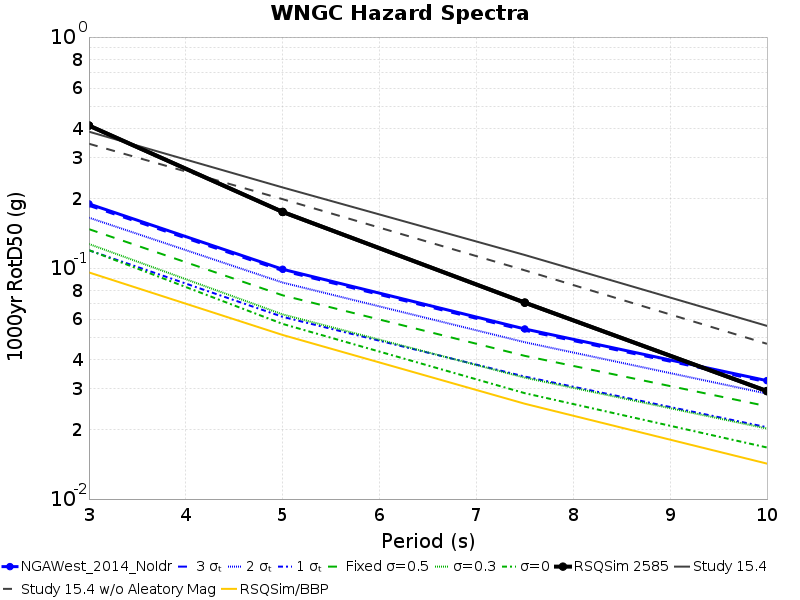 WNGC Hazard Spectra
1000yr RotD50 (g)
10^0
8
6
4
3
2
10^-1
8
6
4
3
2
10^-2
3 4 5 6 7 8 9 10
Period (s)
NGAWest_2014_NoIdr 3 σₜ 2 σₜ 1 σₜ Fixed σ=0.5 σ=0.3 σ=0 RSQSim 2585 Study 15.4
Study 15.4 w/o Aleatory Mag RSQSim/BBP